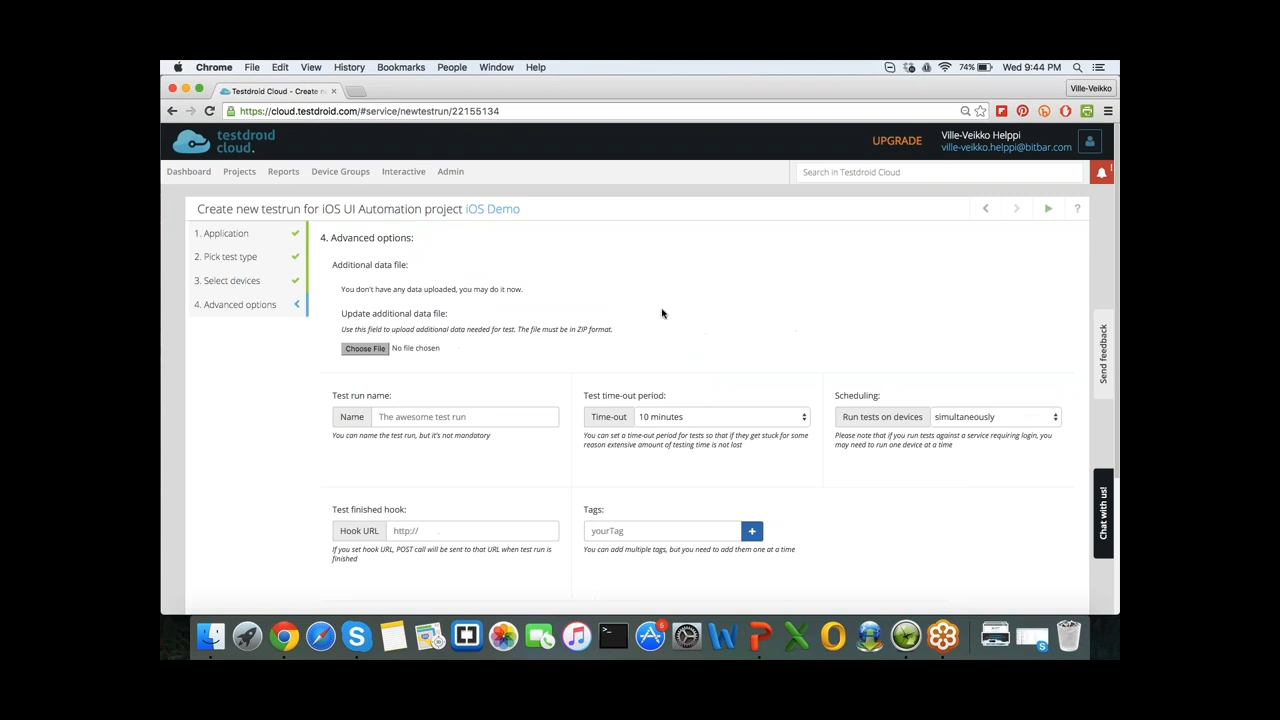 Chrome File Edit View History Bookmarks People Window Help 74% Wed 9:44 PM
Testdroid Cloud - Create n Ville-Veikko
https://cloud.testdroid.com/#service/newtestrun/22155134
testdroid
cloud.
UPGRADE
Ville-Veikko Helppi
ville-veikko.helppi@bitbar.com
Dashboard Projects Reports Device Groups Interactive Admin Search in Testdroid Cloud
Create new testrun for iOS UI Automation project iOS Demo ?
1. Application
2. Pick test type
3. Select devices
4. Advanced options
4. Advanced options:
Additional data file:
You don't have any data uploaded, you may do it now.
Update additional data file:
Use this field to upload additional data needed for test. The file must be in ZIP format.
Choose File No file chosen
Test run name:
Name The awesome test run
You can name the test run, but it's not mandatory
Test time-out period:
Time-out 10 minutes
You can set a time-out period for tests so that if they get stuck for some
reason extensive amount of testing time is not lost
Scheduling:
Run tests on devices simultaneously
Please note that if you run tests against a service requiring login, you
may need to run one device at a time
Test finished hook:
Hook URL http://
If you set hook URL, POST call will be sent to that URL when test run is
finished
Tags:
yourTag +
You can add multiple tags, but you need to add them one at a time
Send feedback
Chat with us!
5